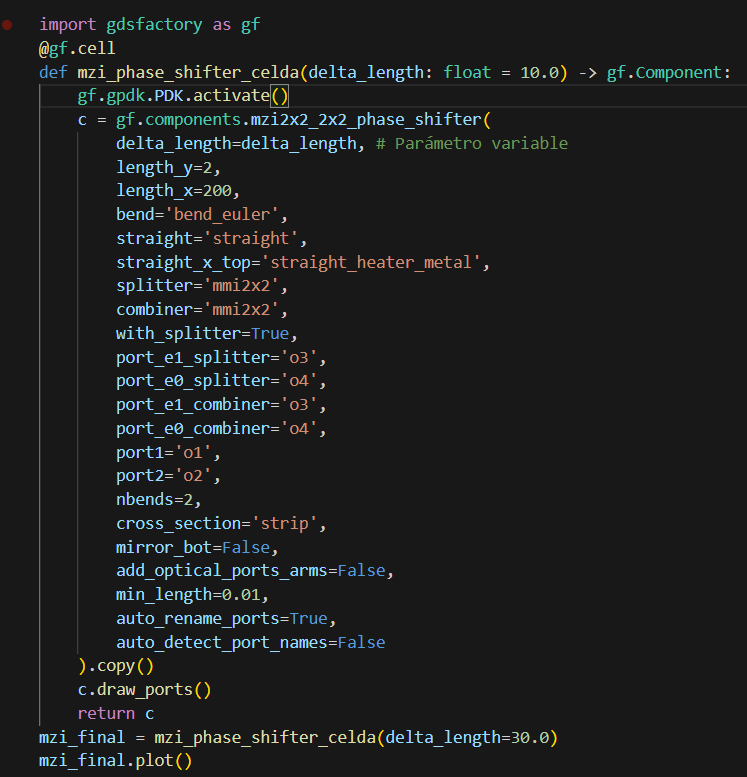 import gdsfactory as gf
@gf.cell
def mzi_phase_shifter_celda(delta_length: float = 10.0) -> gf.Component:
    gf.gpdk.PDK.activate()
    c = gf.components.mzi2x2_2x2_phase_shifter(
        delta_length=delta_length, # Parámetro variable
        length_y=2,
        length_x=200,
        bend='bend_euler',
        straight='straight',
        straight_x_top='straight_heater_metal',
        splitter='mmi2x2',
        combiner='mmi2x2',
        with_splitter=True,
        port_e1_splitter='o3',
        port_e0_splitter='o4',
        port_e1_combiner='o3',
        port_e0_combiner='o4',
        port1='o1',
        port2='o2',
        nbends=2,
        cross_section='strip',
        mirror_bot=False,
        add_optical_ports_arms=False,
        min_length=0.01,
        auto_rename_ports=True,
        auto_detect_port_names=False
    ).copy()
    c.draw_ports()
    return c
mzi_final = mzi_phase_shifter_celda(delta_length=30.0)
mzi_final.plot()